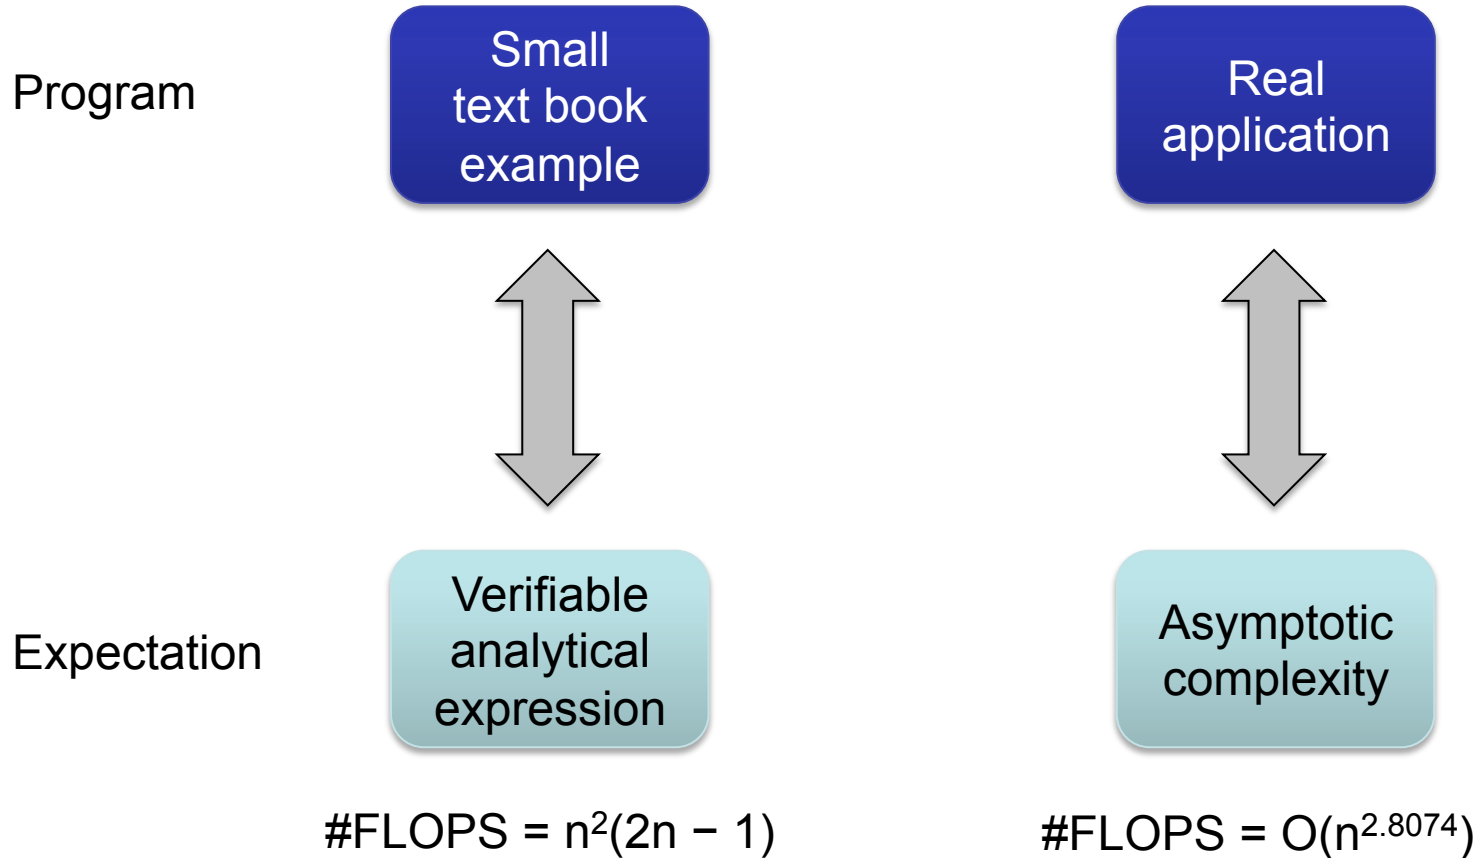 Program
Small
text book
example
Real
application
Expectation
Verifiable
analytical
expression
Asymptotic
complexity
#FLOPS = n²(2n − 1)
#FLOPS = O(n²·⁸⁰⁷⁴)